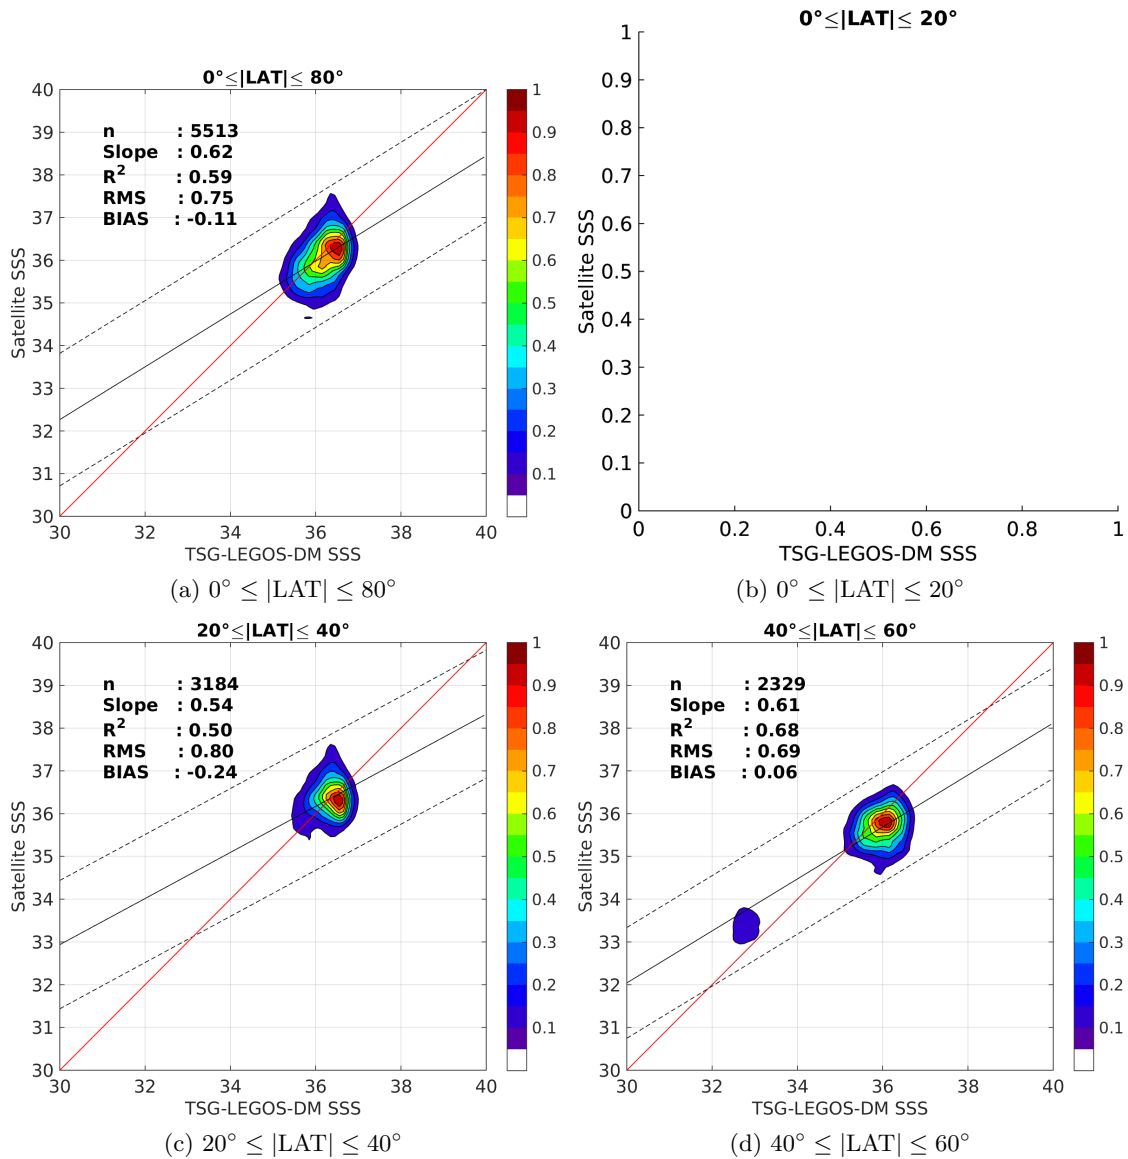 0°≤|LAT|≤ 80°
40
39
38
37
36
35
34
33
32
31
30
30 32 34 36 38 40
Satellite SSS
TSG-LEGOS-DM SSS
n : 5513
Slope : 0.62
R² : 0.59
RMS : 0.75
BIAS : -0.11
1
0.9
0.8
0.7
0.6
0.5
0.4
0.3
0.2
0.1
(a) 0° ≤ |LAT| ≤ 80°
0°≤|LAT|≤ 20°
1
0.9
0.8
0.7
0.6
0.5
0.4
0.3
0.2
0.1
0
0 0.2 0.4 0.6 0.8 1
Satellite SSS
TSG-LEGOS-DM SSS
(b) 0° ≤ |LAT| ≤ 20°
20°≤|LAT|≤ 40°
40
39
38
37
36
35
34
33
32
31
30
30 32 34 36 38 40
Satellite SSS
TSG-LEGOS-DM SSS
n : 3184
Slope : 0.54
R² : 0.50
RMS : 0.80
BIAS : -0.24
1
0.9
0.8
0.7
0.6
0.5
0.4
0.3
0.2
0.1
(c) 20° ≤ |LAT| ≤ 40°
40°≤|LAT|≤ 60°
40
39
38
37
36
35
34
33
32
31
30
30 32 34 36 38 40
Satellite SSS
TSG-LEGOS-DM SSS
n : 2329
Slope : 0.61
R² : 0.68
RMS : 0.69
BIAS : 0.06
1
0.9
0.8
0.7
0.6
0.5
0.4
0.3
0.2
0.1
(d) 40° ≤ |LAT| ≤ 60°